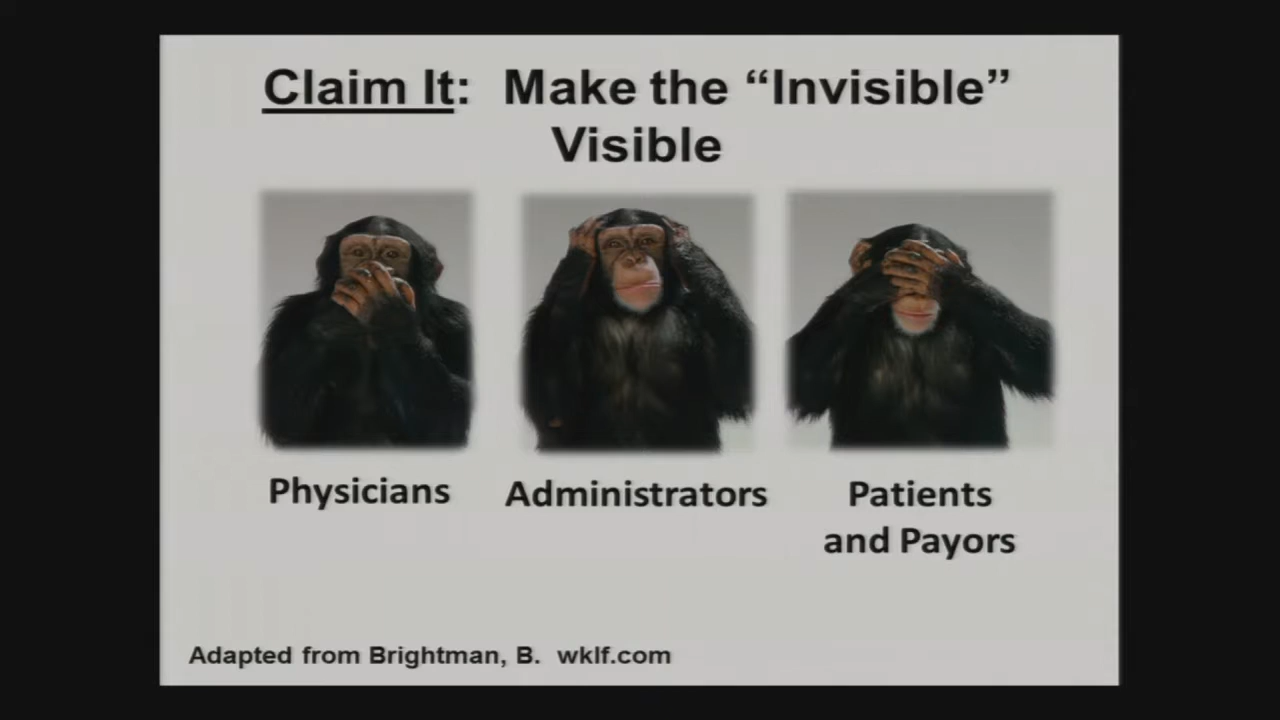 Claim It: Make the “Invisible”
Visible
Physicians
Administrators
Patients
and Payors
Adapted from Brightman, B. wklf.com